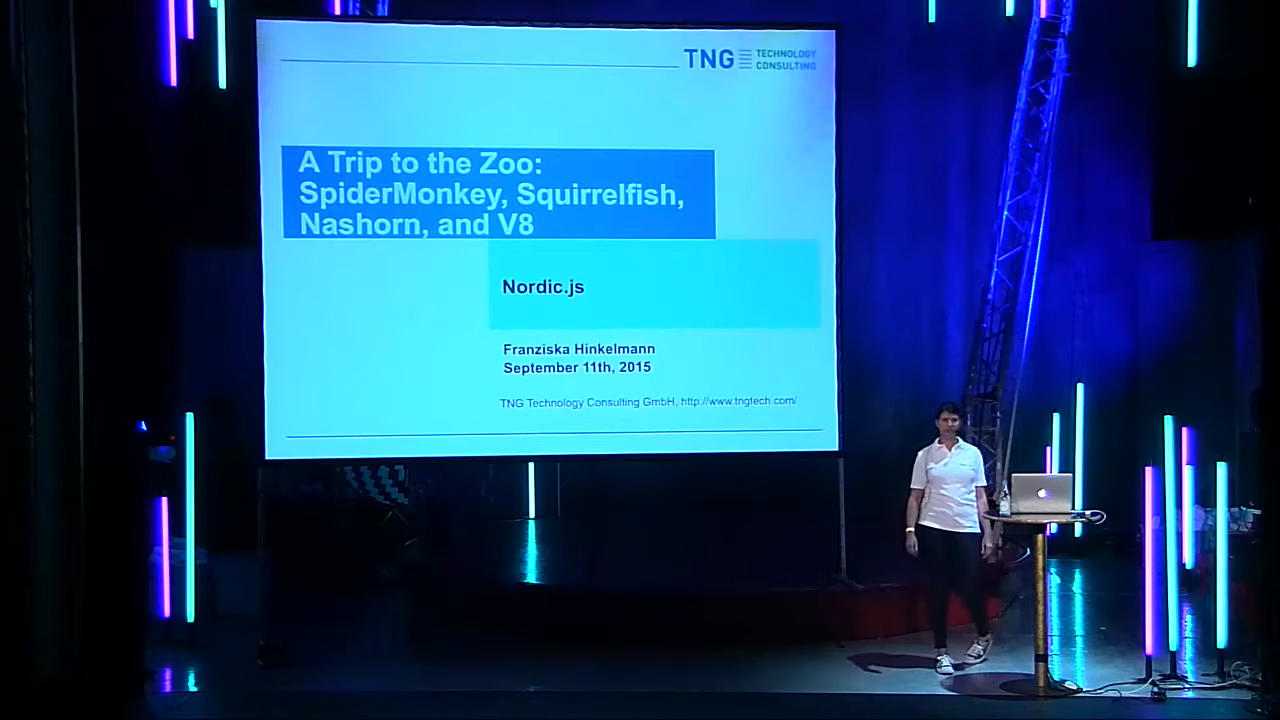 TNG TECHNOLOGY
CONSULTING
A Trip to the Zoo:
SpiderMonkey, Squirrelfish,
Nashorn, and V8
Nordic.js
Franziska Hinkelmann
September 11th, 2015
TNG Technology Consulting GmbH, http://www.tngtech.com/